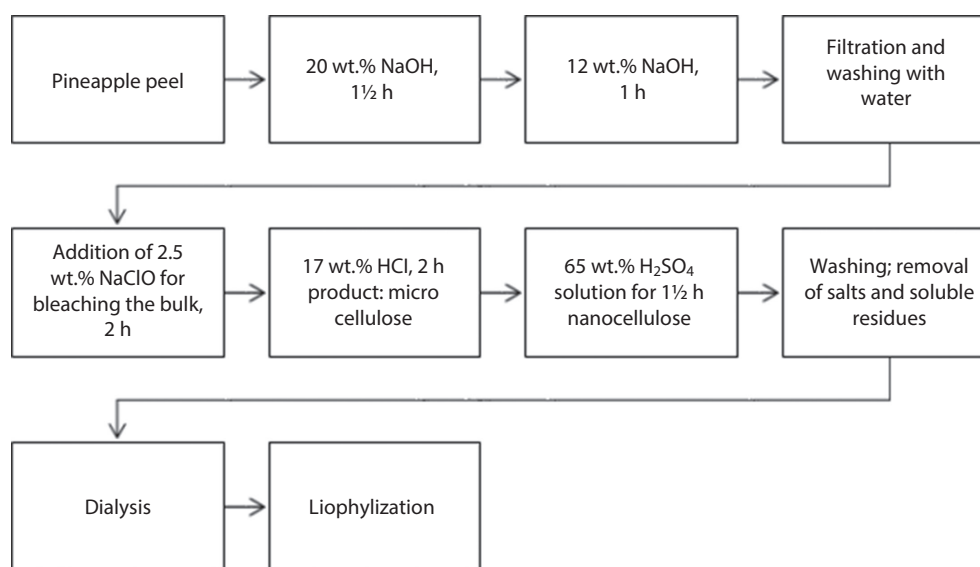 Pineapple peel
20 wt.% NaOH,
1½ h
12 wt.% NaOH,
1 h
Filtration and
washing with
water
Addition of 2.5
wt.% NaClO for
bleaching the bulk,
2 h
17 wt.% HCl, 2 h
product: micro
cellulose
65 wt.% H₂SO₄
solution for 1½ h
nanocellulose
Washing; removal
of salts and soluble
residues
Dialysis
Liophylization